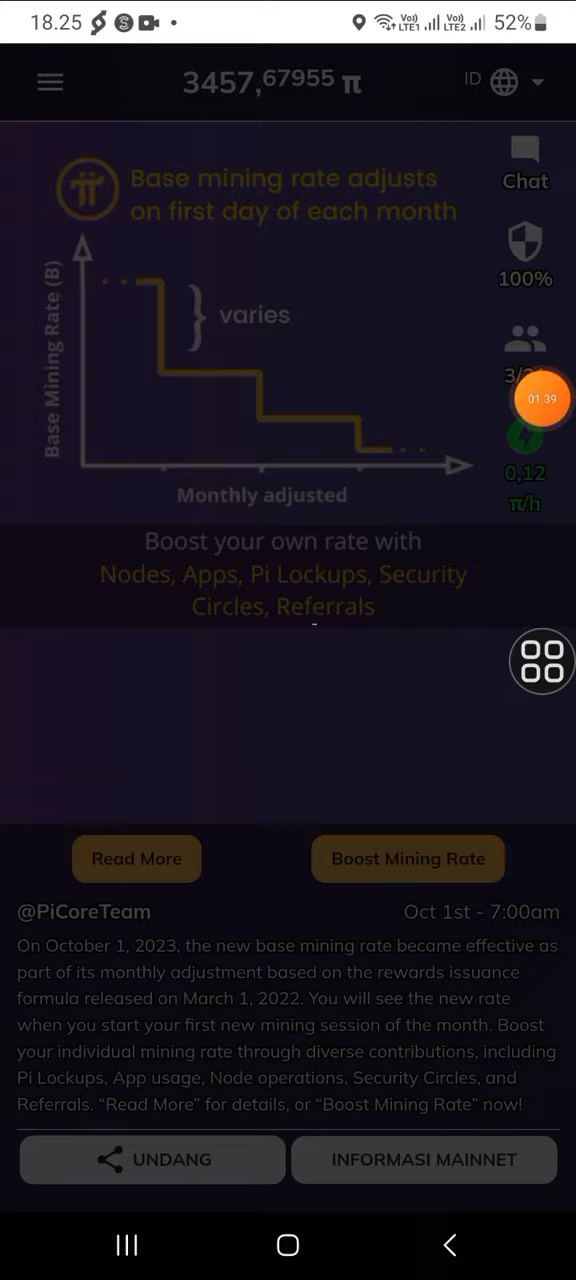 18.25 S Vo) LTE1 Vo) LTE2 52%
3457,67955 π ID
Base mining rate adjusts
on first day of each month
Chat
100%
varies
Base Mining Rate (B)
01.39
0,12
π/h
Monthly adjusted
Boost your own rate with
Nodes, Apps, Pi Lockups, Security
Circles, Referrals
Read More Boost Mining Rate
@PiCoreTeam Oct 1st - 7:00am
On October 1, 2023, the new base mining rate became effective as
part of its monthly adjustment based on the rewards issuance
formula released on March 1, 2022. You will see the new rate
when you start your first new mining session of the month. Boost
your individual mining rate through diverse contributions, including
Pi Lockups, App usage, Node operations, Security Circles, and
Referrals. “Read More” for details, or “Boost Mining Rate” now!
UNDANG INFORMASI MAINNET